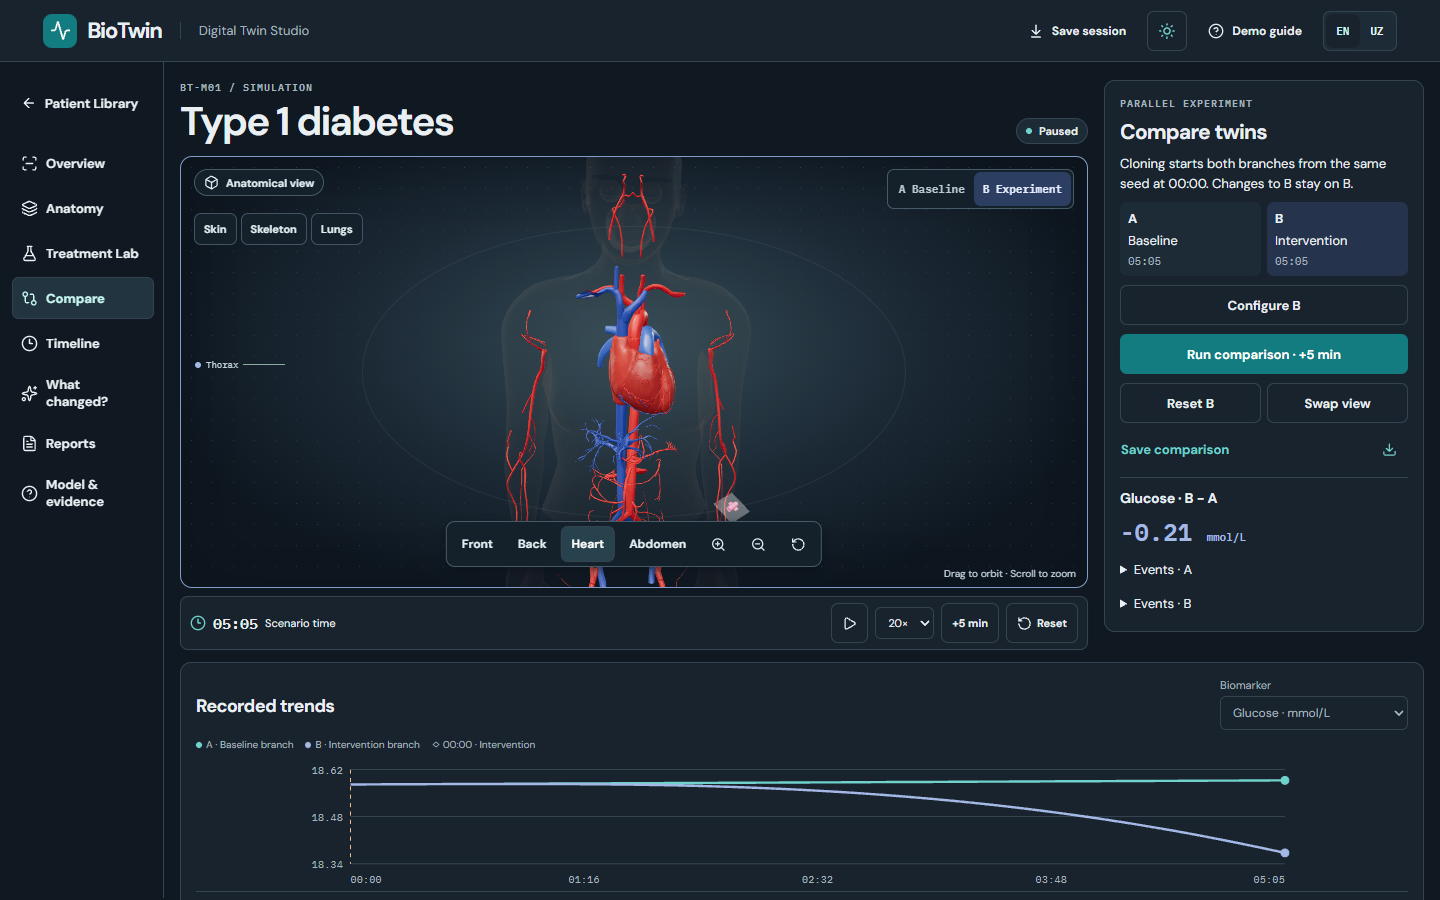 BioTwin
Digital Twin Studio
Save session
Demo guide
EN
UZ
Patient Library
Overview
Anatomy
Treatment Lab
Compare
Timeline
What
changed?
Reports
Model &
evidence
BT-M01 / SIMULATION
Type 1 diabetes
Paused
Anatomical view
A Baseline
B Experiment
Skin
Skeleton
Lungs
Thorax
Front
Back
Heart
Abdomen
Drag to orbit · Scroll to zoom
05:05 Scenario time
20×
+5 min
Reset
PARALLEL EXPERIMENT
Compare twins
Cloning starts both branches from the same
seed at 00:00. Changes to B stay on B.
A
Baseline
05:05
B
Intervention
05:05
Configure B
Run comparison · +5 min
Reset B
Swap view
Save comparison
Glucose · B − A
-0.21 mmol/L
Events · A
Events · B
Recorded trends
Biomarker
Glucose · mmol/L
A · Baseline branch
B · Intervention branch
00:00 · Intervention
18.62
18.48
18.34
00:00
01:16
02:32
03:48
05:05